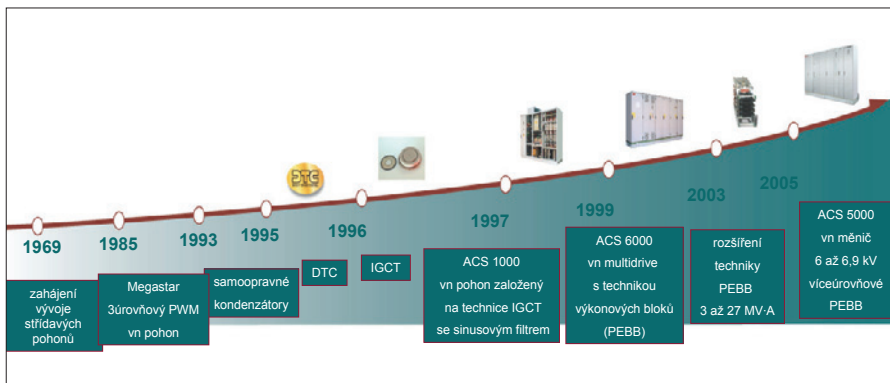 DTC
1969
1985
1993
1995
1996
1997
1999
2003
2005
zahájení
vývoje
střídavých
pohonů
Megastar
3úrovňový PWM
vn pohon
samoopravné
kondenzátory
DTC
IGCT
ACS 1000
vn pohon založený
na technice IGCT
se sinusovým filtrem
ACS 6000
vn multidrive
s technikou
výkonových bloků
(PEBB)
rozšíření
techniky
PEBB
3 až 27 MV·A
ACS 5000
vn měnič
6 až 6,9 kV
víceúrovňové
PEBB